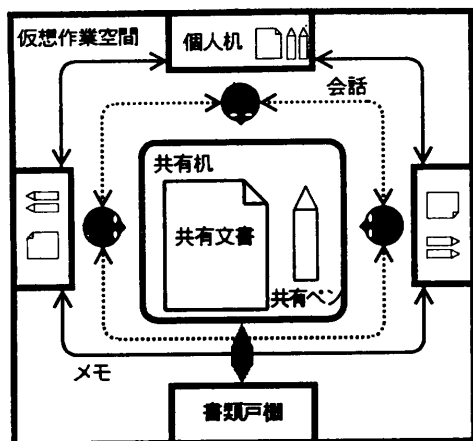 仮想作業空間
個人机
会話
共有机
共有文書
共有ペン
メモ
書類戸棚